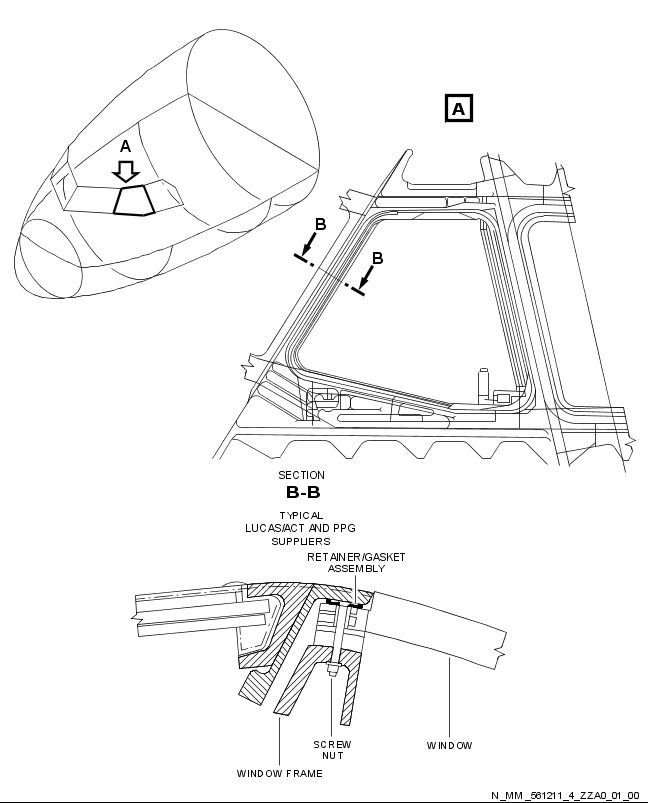 A
A
B
B
SECTION
B-B
TYPICAL
LUCAS/ACT AND PPG
SUPPLIERS
RETAINER/GASKET
ASSEMBLY
SCREW
NUT
WINDOW
WINDOW FRAME
N_MM_561211_4_ZZA0_01_00